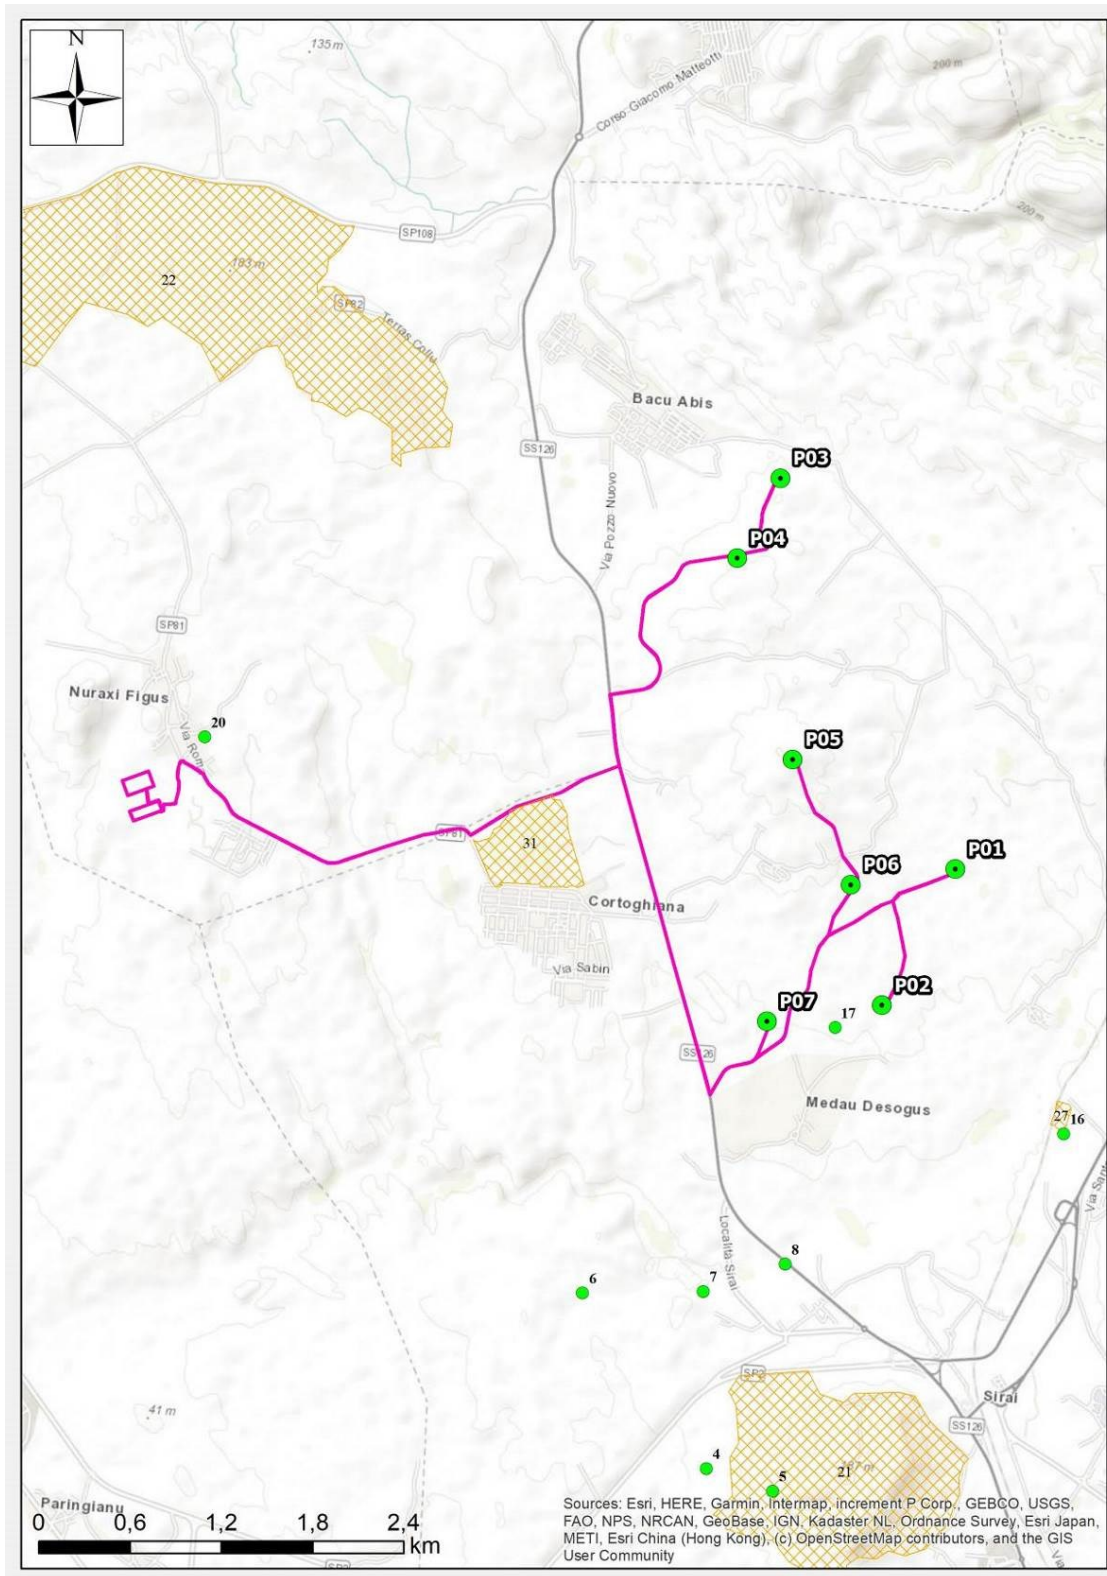 N
135 m
Corso Giacomo Matteotti
200 m
200 m
SP108
183 m
22
SP82
Terras Collu
Bacu Abis
SS126
P03
Via Pozzo Nuovo
P04
SP81
Nuraxi Figus
20
Via Rom
P05
SP81
31
P01
P06
Cortoghiana
Via Sabin
P02
P07
17
SS126
Medau Desogus
27
16
Località Sirai
8
6
7
SP2
Sirai
41 m
SS126
4
21
5
Paringianu
0 0,6 1,2 1,8 2,4
km
Sources: Esri, HERE, Garmin, Intermap, increment P Corp., GEBCO, USGS,
FAO, NPS, NRCAN, GeoBase, IGN, Kadaster NL, Ordnance Survey, Esri Japan,
METI, Esri China (Hong Kong), (c) OpenStreetMap contributors, and the GIS
User Community